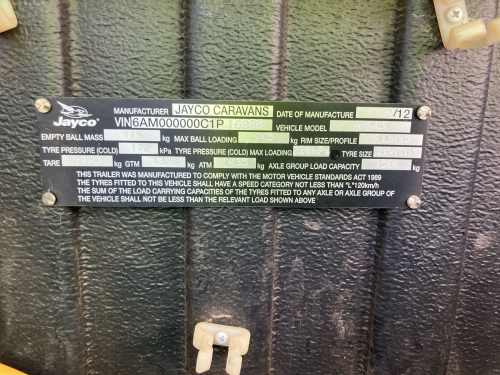 Jayco
MANUFACTURER JAYCO CARAVANS DATE OF MANUFACTURE /12
VIN6AM000000C1P VEHICLE MODEL
EMPTY BALL MASS kg MAX BALL LOADING kg RIM SIZE/PROFILE
TYRE PRESSURE (COLD) kPa TYRE PRESSURE (COLD) MAX LOADING TYRE SIZE
TARE kg GTM kg ATM kg AXLE GROUP LOAD CAPACITY kg
THIS TRAILER WAS MANUFACTURED TO COMPLY WITH THE MOTOR VEHICLE STANDARDS ACT 1989
THE TYRES FITTED TO THIS VEHICLE SHALL HAVE A SPEED CATEGORY NOT LESS THAN "L"120km/h
THE SUM OF THE LOAD CARRYING CAPACITIES OF THE TYRES FITTED TO ANY AXLE OR AXLE GROUP OF
THE VEHICLE SHALL NOT BE LESS THAN THE RELEVANT LOAD SHOWN ABOVE